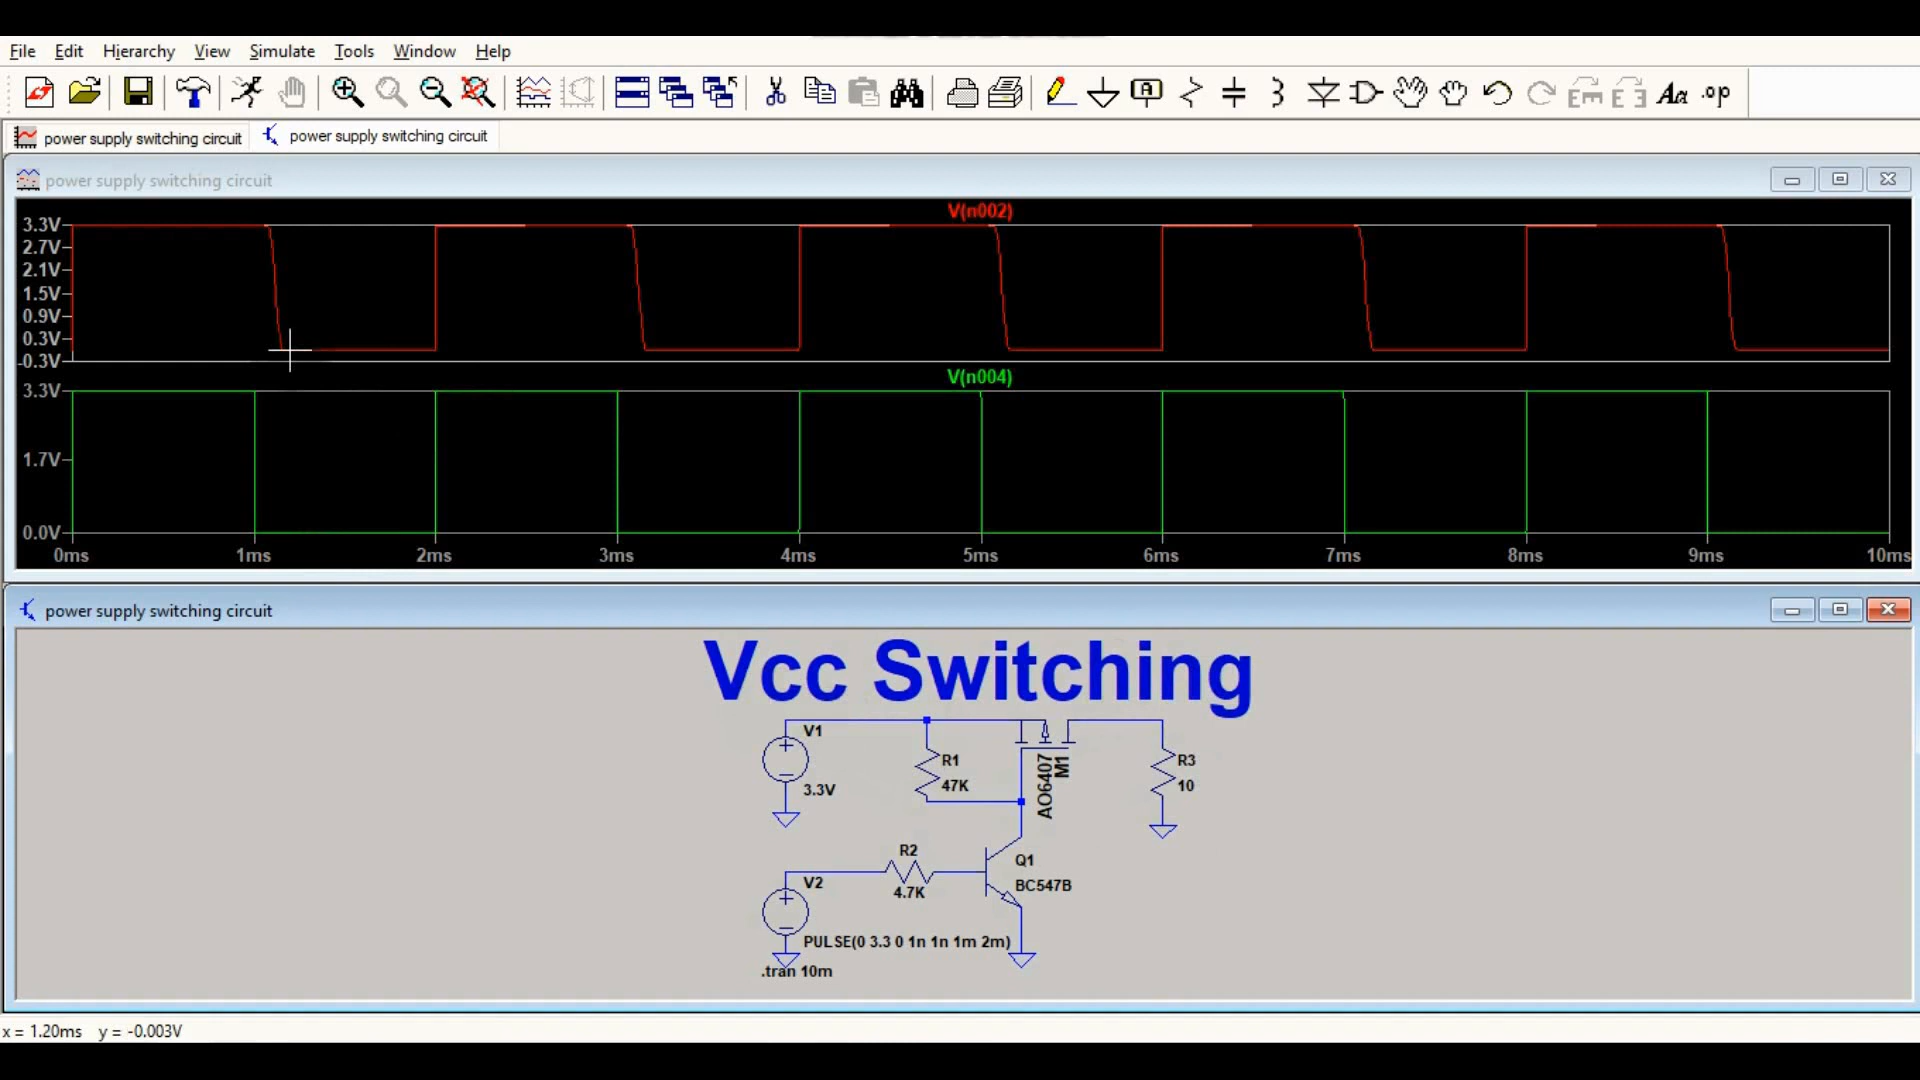 File Edit Hierarchy View Simulate Tools Window Help
A Aa .op
power supply switching circuit power supply switching circuit
power supply switching circuit
V(n002)
3.3V
2.7V
2.1V
1.5V
0.9V
0.3V
-0.3V
V(n004)
3.3V
1.7V
0.0V
0ms 1ms 2ms 3ms 4ms 5ms 6ms 7ms 8ms 9ms 10ms
power supply switching circuit
Vcc Switching
V1
3.3V
R1
47K
AO6407
M1
R3
10
R2
4.7K
Q1
BC547B
V2
PULSE(0 3.3 0 1n 1n 1m 2m)
.tran 10m
x = 1.20ms y = -0.003V